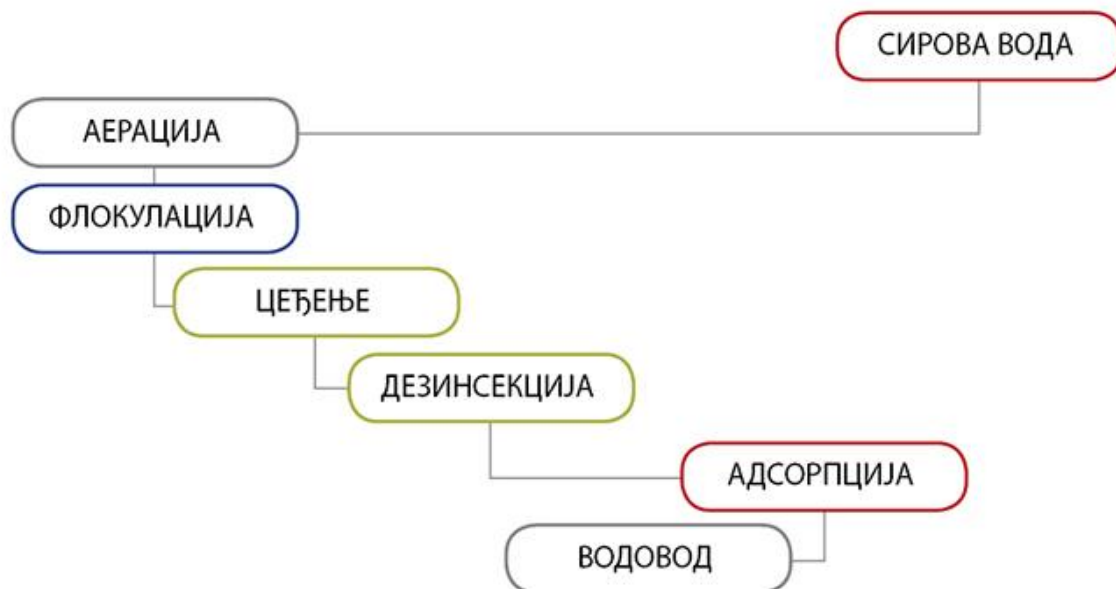 СИРОВА ВОДА
АЕРАЦИЈА
ФЛОКУЛАЦИЈА
ЦЕЂЕЊЕ
ДЕЗИНСЕКЦИЈА
АДСОРПЦИЈА
ВОДОВОД